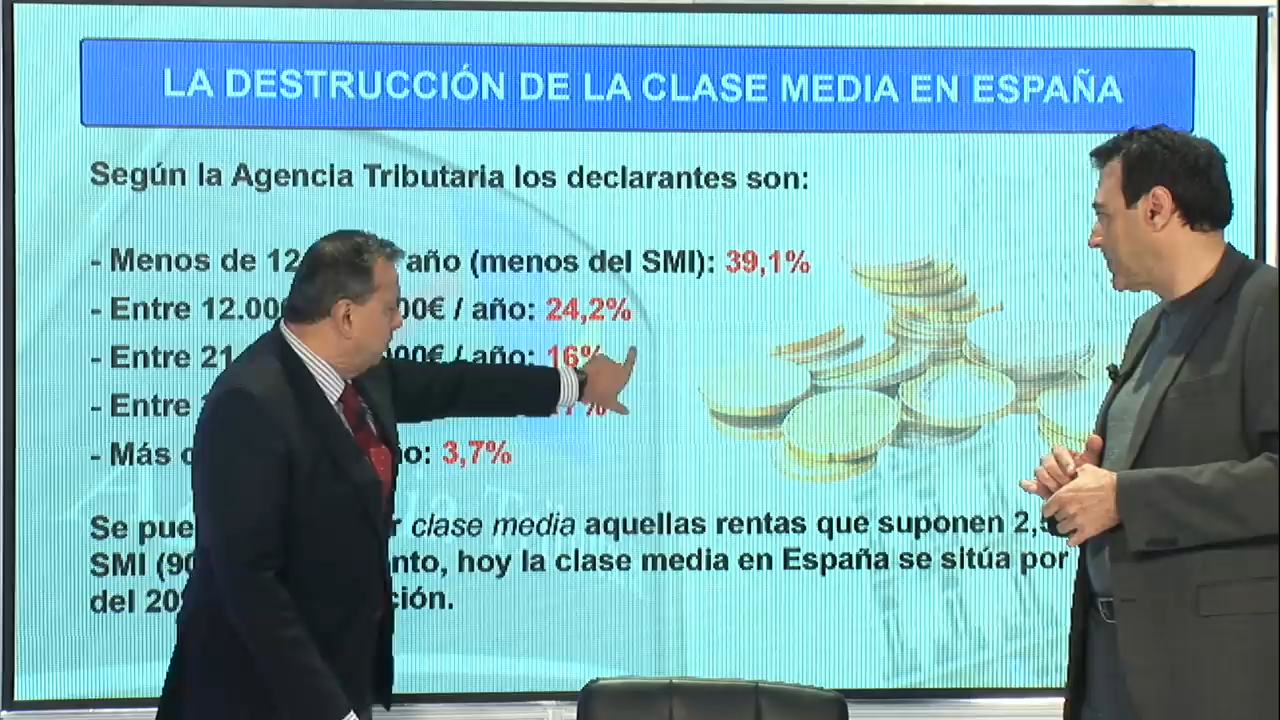 LA DESTRUCCIÓN DE LA CLASE MEDIA EN ESPAÑA
Según la Agencia Tributaria los declarantes son:
- Menos de 12 año (menos del SMI): 39,1%
- Entre 12.00 00€ / año: 24,2%
- Entre 21 000€ / año: 16%
- Entre 7%
- Más o: 3,7%
Se pue r clase media aquellas rentas que suponen 2,5
SMI (90 nto, hoy la clase media en España se sitúa por
del 20 ción.